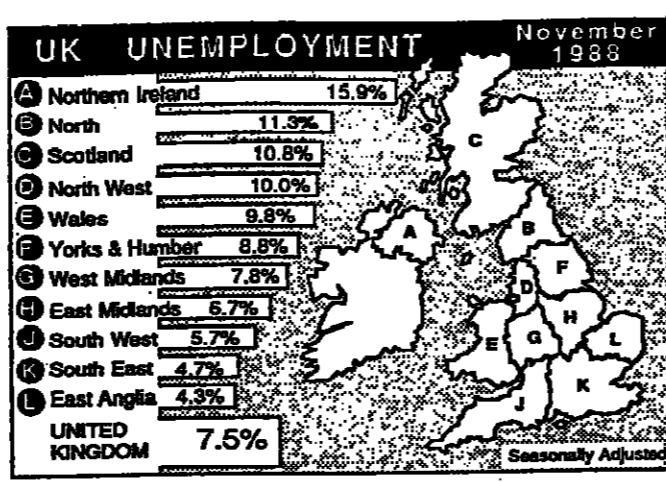 UK UNEMPLOYMENT
November
1988
A Northern Ireland 15.9%
B North 11.3%
C Scotland 10.8%
D North West 10.0%
E Wales 9.8%
F Yorks & Humber 8.8%
G West Midlands 7.8%
H East Midlands 6.7%
J South West 5.7%
K South East 4.7%
L East Anglia 4.3%
UNITED
KINGDOM 7.5%
C
A
B
F
D
H
E
G
L
K
J
Seasonally Adjusted